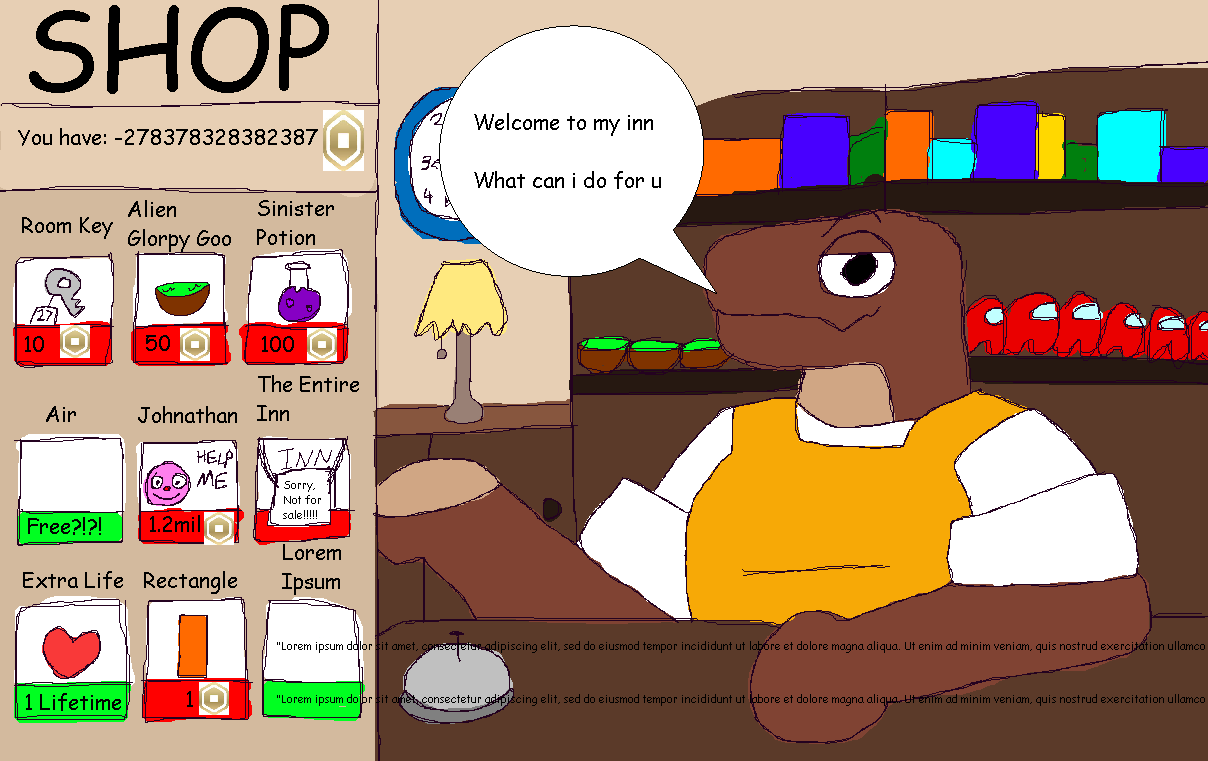 SHOP
You have: -278378328382387
Welcome to my inn
What can i do for u
Room Key
Alien
Glorpy Goo
Sinister
Potion
27
10
50
100
Air
Johnathan
The Entire
Inn
HELP
ME
INN
Sorry,
Not for
sale!!!!!
Free?!?!
1.2mil
Extra Life
Rectangle
Lorem
Ipsum
1 Lifetime
1
"Lorem ipsum dolor sit amet, consectetur adipiscing elit, sed do eiusmod tempor incididunt ut labore et dolore magna aliqua. Ut enim ad minim veniam, quis nostrud exercitation ullamco
"Lorem ipsum dolor sit amet, consectetur adipiscing elit, sed do eiusmod tempor incididunt ut labore et dolore magna aliqua. Ut enim ad minim veniam, quis nostrud exercitation ullamco